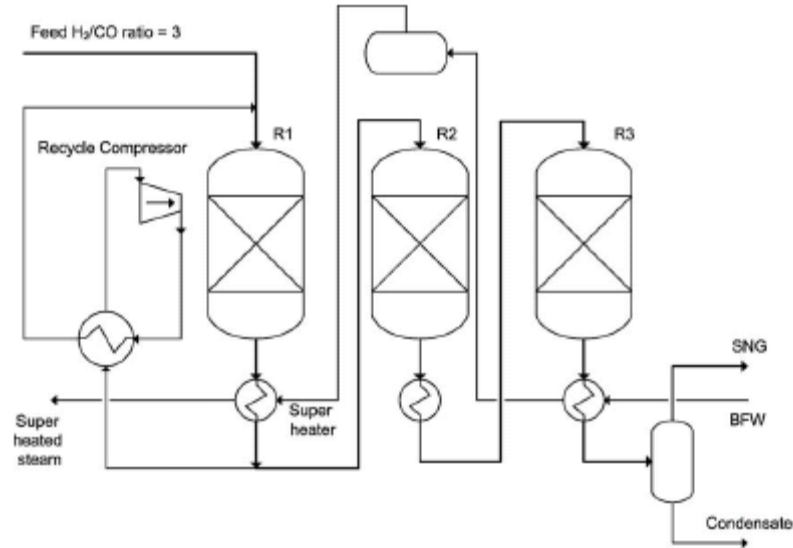 Feed H₂/CO ratio = 3
R1
R2
R3
Recycle Compressor
SNG
BFW
Super
heated
steam
Super
heater
Condensate